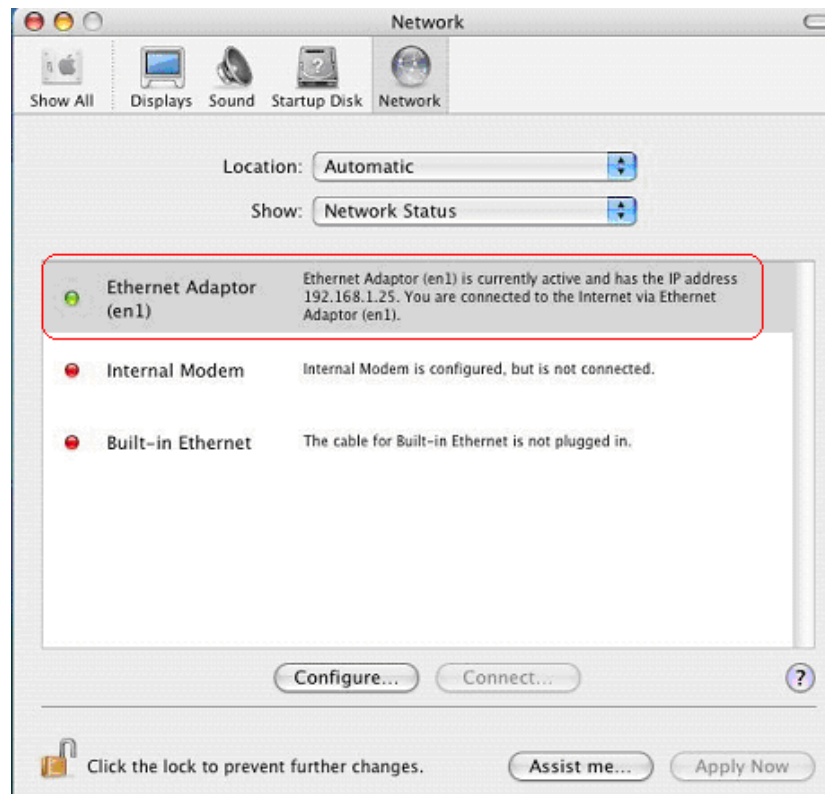 Network
Show All Displays Sound Startup Disk Network
Location: Automatic
Show: Network Status
Ethernet Adaptor
(en1)
Ethernet Adaptor (en1) is currently active and has the IP address
192.168.1.25. You are connected to the Internet via Ethernet
Adaptor (en1).
Internal Modem
Internal Modem is configured, but is not connected.
Built-in Ethernet
The cable for Built-in Ethernet is not plugged in.
Configure... Connect... ?
Click the lock to prevent further changes. Assist me... Apply Now